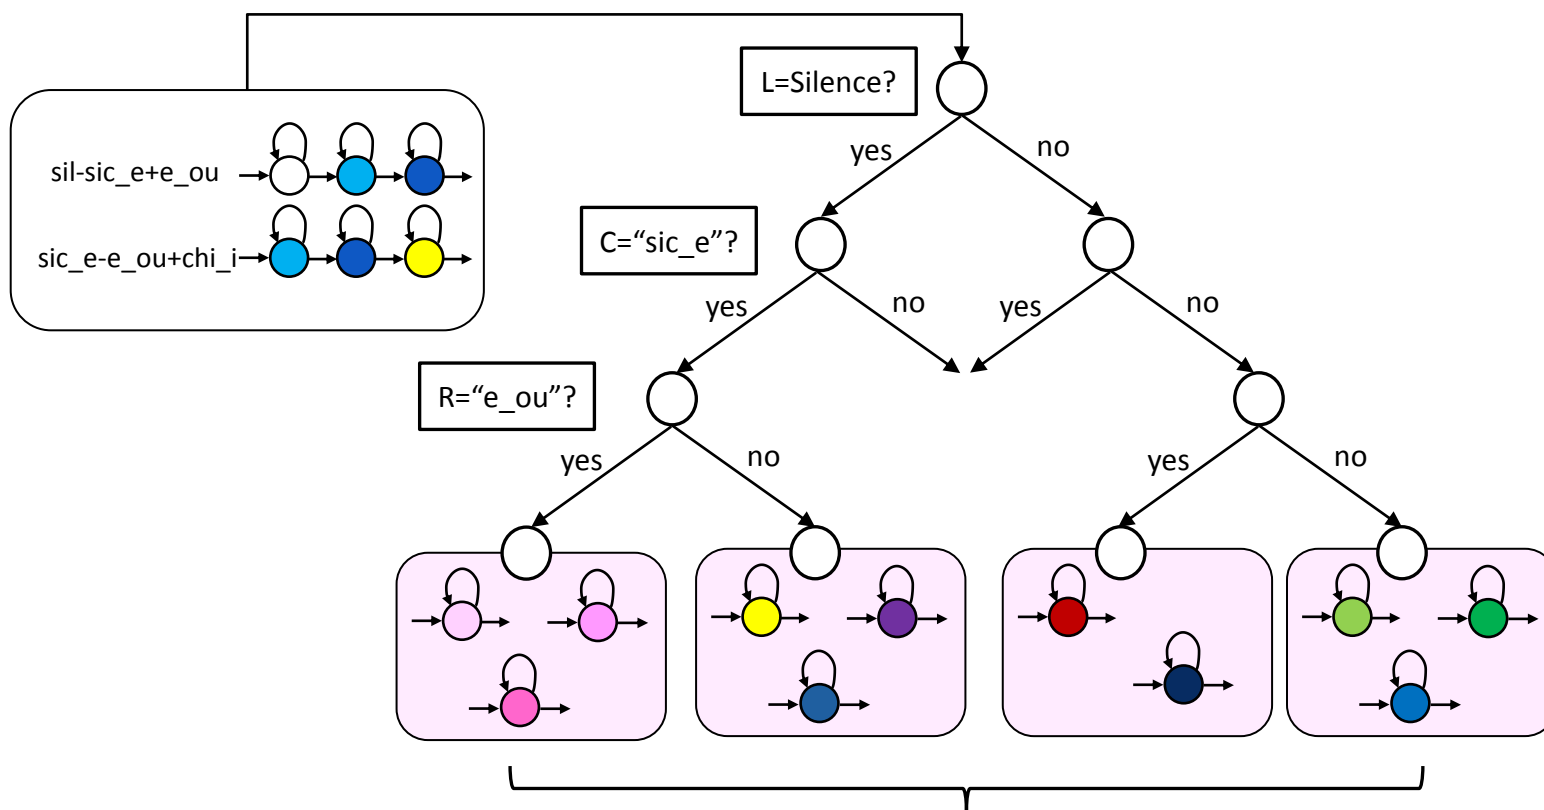 L=Silence?
yes
no
sil-sic_e+e_ou
sic_e-e_ou+chi_i
C=“sic_e”?
yes
no
yes
no
R=“e_ou”?
yes
no
yes
no